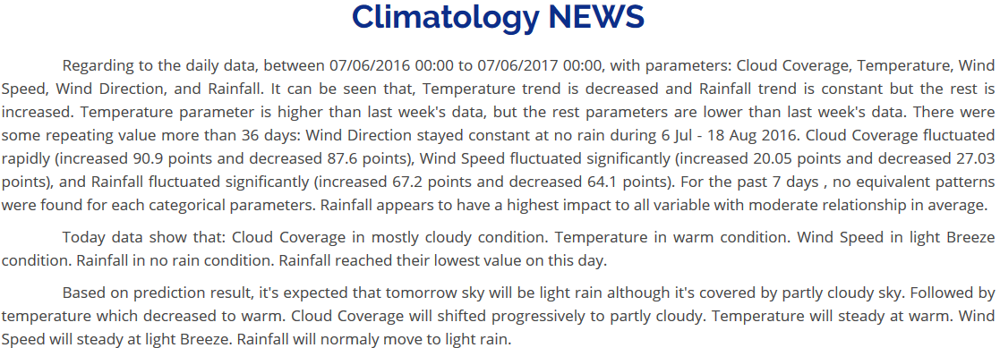 Climatology NEWS
Regarding to the daily data, between 07/06/2016 00:00 to 07/06/2017 00:00, with parameters: Cloud Coverage, Temperature, Wind
Speed, Wind Direction, and Rainfall. It can be seen that, Temperature trend is decreased and Rainfall trend is constant but the rest is
increased. Temperature parameter is higher than last week's data, but the rest parameters are lower than last week's data. There were
some repeating value more than 36 days: Wind Direction stayed constant at no rain during 6 Jul - 18 Aug 2016. Cloud Coverage fluctuated
rapidly (increased 90.9 points and decreased 87.6 points), Wind Speed fluctuated significantly (increased 20.05 points and decreased 27.03
points), and Rainfall fluctuated significantly (increased 67.2 points and decreased 64.1 points). For the past 7 days , no equivalent patterns
were found for each categorical parameters. Rainfall appears to have a highest impact to all variable with moderate relationship in average.
Today data show that: Cloud Coverage in mostly cloudy condition. Temperature in warm condition. Wind Speed in light Breeze
condition. Rainfall in no rain condition. Rainfall reached their lowest value on this day.
Based on prediction result, it's expected that tomorrow sky will be light rain although it's covered by partly cloudy sky. Followed by
temperature which decreased to warm. Cloud Coverage will shifted progressively to partly cloudy. Temperature will steady at warm. Wind
Speed will steady at light Breeze. Rainfall will normaly move to light rain.